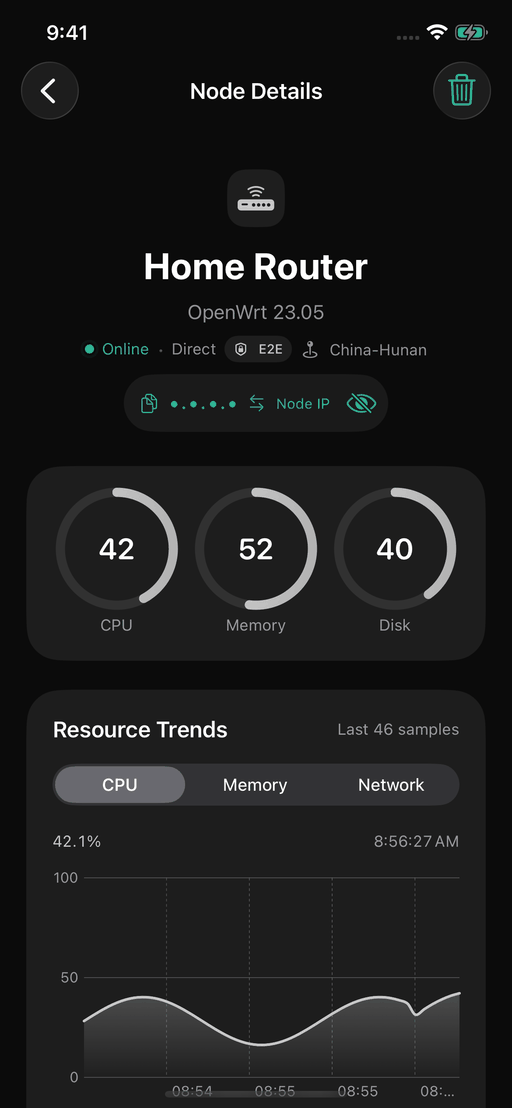 9:41
Node Details
Home Router
OpenWrt 23.05
Online · Direct E2E China-Hunan
•.•.•.• Node IP
42 52 40
CPU Memory Disk
Resource Trends Last 46 samples
CPU Memory Network
42.1% 8:56:27 AM
100
50
0
08:54 08:55 08:55 08:...